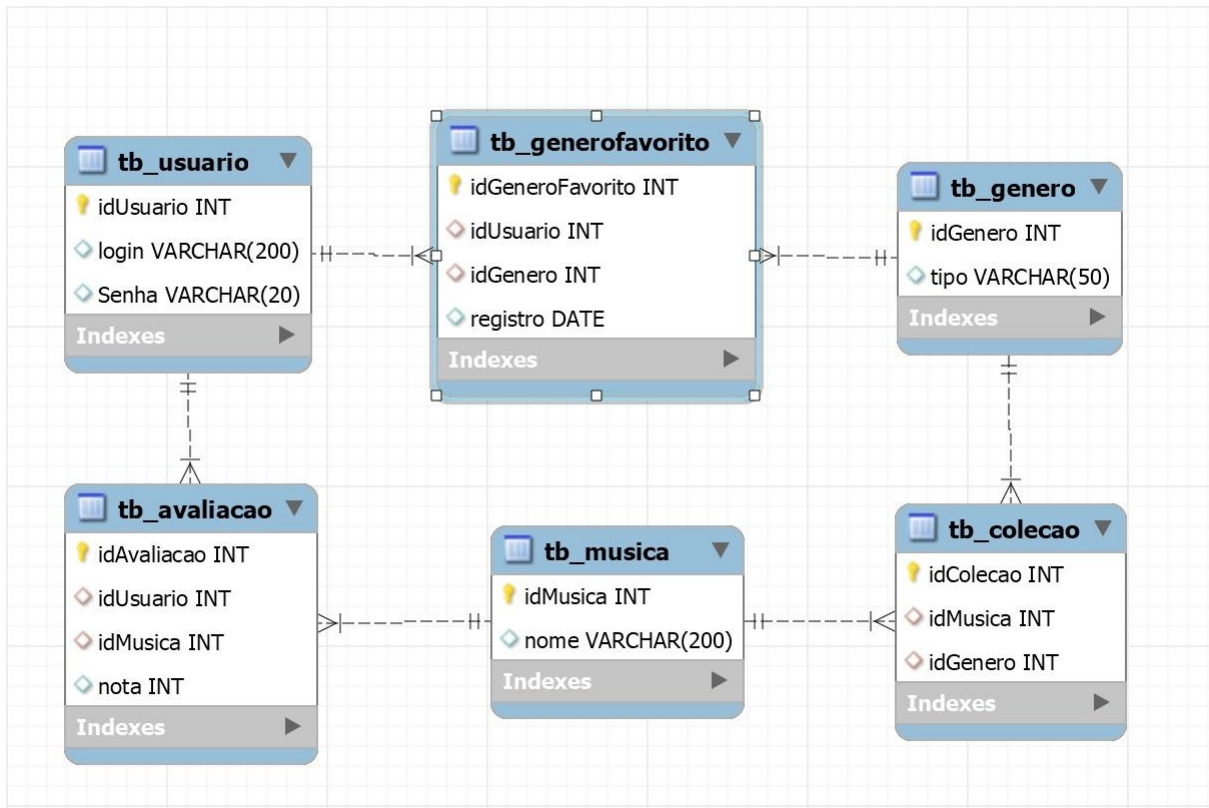 tb_usuario
idUsuario INT
login VARCHAR(200)
Senha VARCHAR(20)
Indexes
tb_generofavorito
idGeneroFavorito INT
idUsuario INT
idGenero INT
registro DATE
Indexes
tb_genero
idGenero INT
tipo VARCHAR(50)
Indexes
tb_avaliacao
idAvaliacao INT
idUsuario INT
idMusica INT
nota INT
Indexes
tb_musica
idMusica INT
nome VARCHAR(200)
Indexes
tb_colecao
idColecao INT
idMusica INT
idGenero INT
Indexes